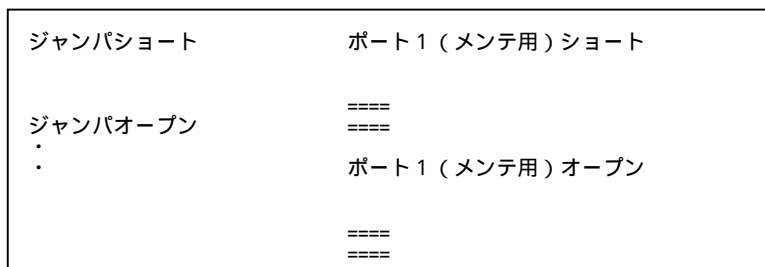 ジャンパショート ポート１（メンテ用）ショート
====
ジャンパオープン ====
・
・ ポート１（メンテ用）オープン
====
====